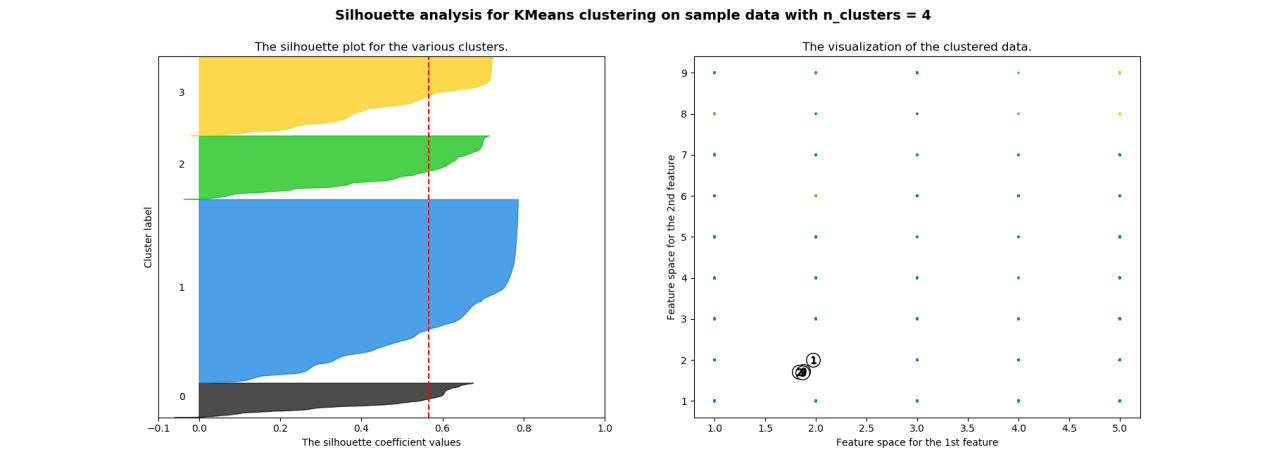 Silhouette analysis for KMeans clustering on sample data with n_clusters = 4
The silhouette plot for the various clusters.
3
2
1
0
Cluster label
−0.1 0.0 0.2 0.4 0.6 0.8 1.0
The silhouette coefficient values
The visualization of the clustered data.
9
8
7
6
5
4
3
2
1
Feature space for the 2nd feature
1
1.0 1.5 2.0 2.5 3.0 3.5 4.0 4.5 5.0
Feature space for the 1st feature